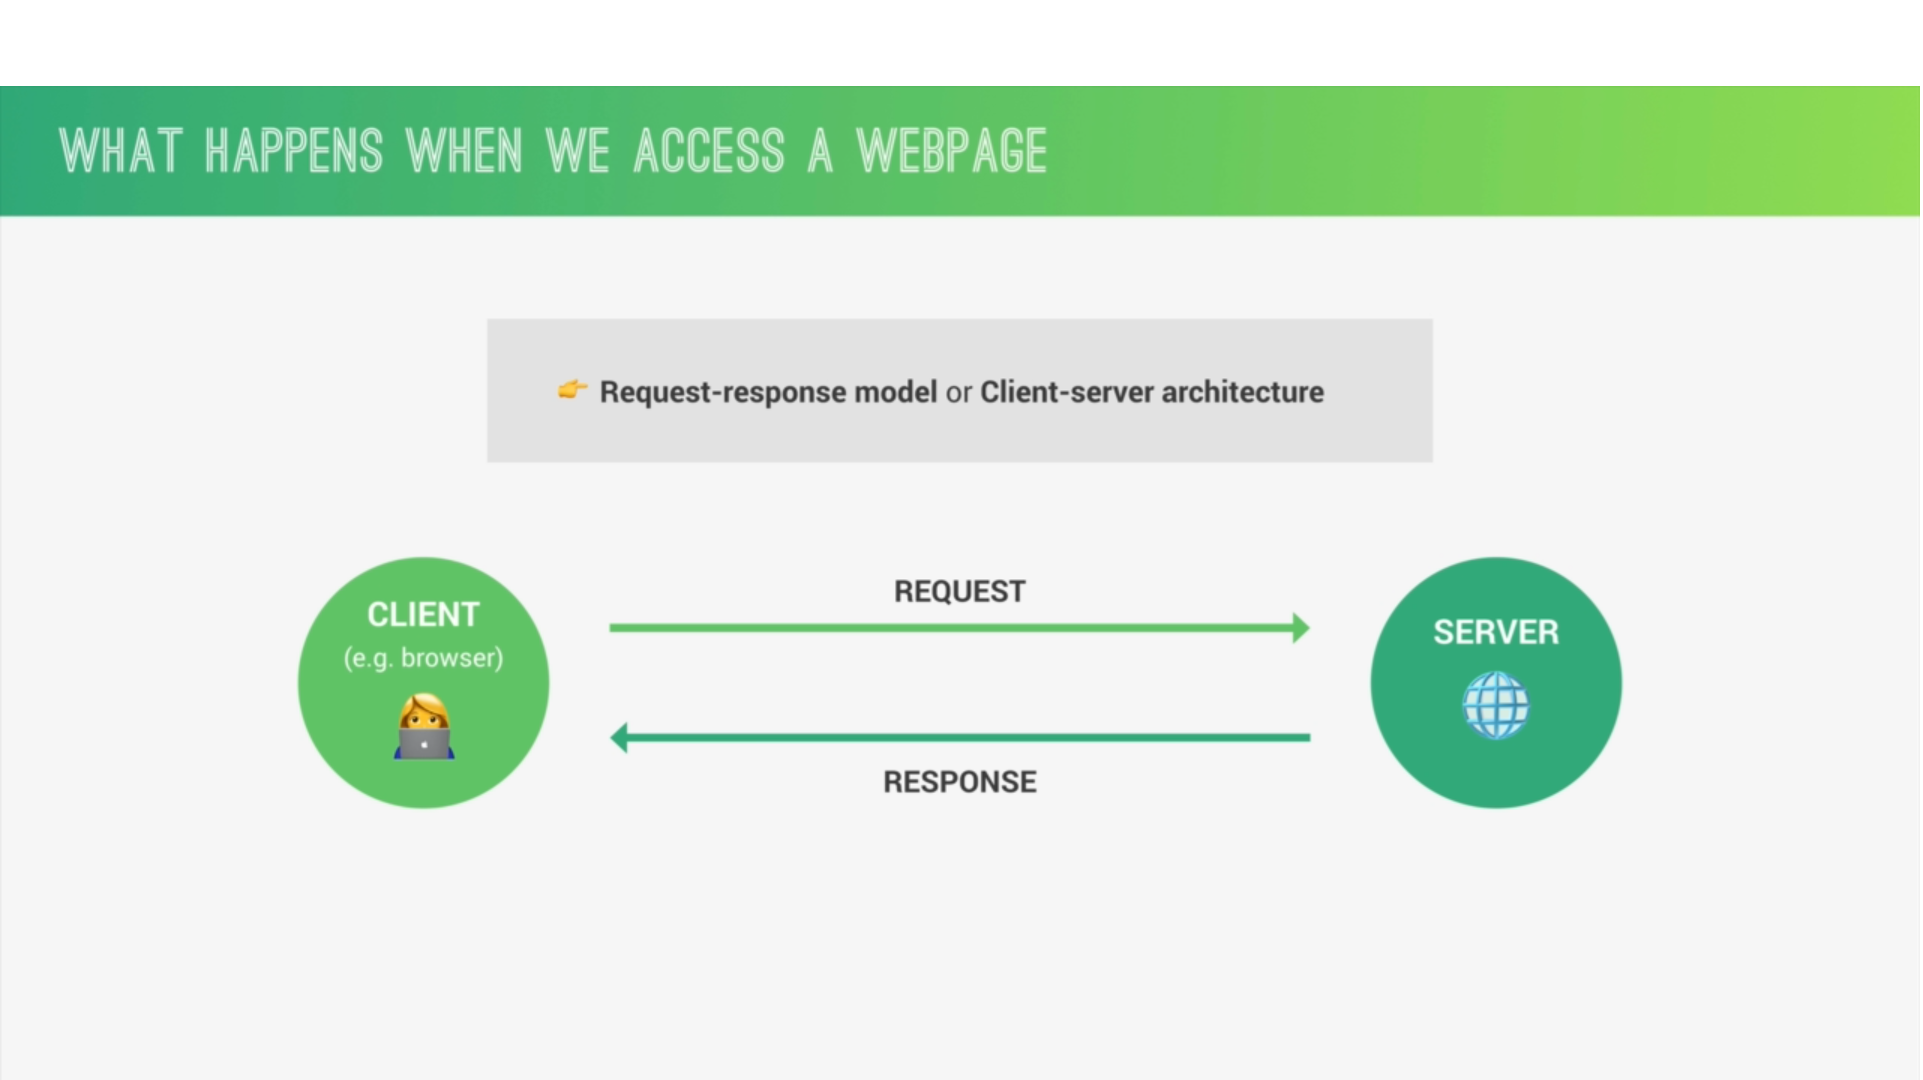 WHAT HAPPENS WHEN WE ACCESS A WEBPAGE
👉 Request-response model or Client-server architecture
CLIENT
(e.g. browser)
REQUEST
RESPONSE
SERVER